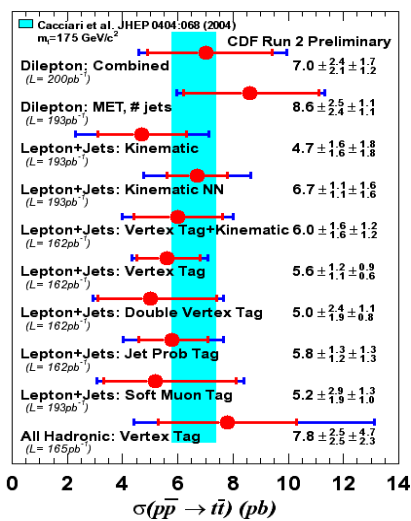 Cacciari et al. JHEP 0404:068 (2004)
mₜ=175 GeV/c²
CDF Run 2 Preliminary
Dilepton: Combined 7.0 ± 2.4 2.1 ± 1.7 1.2
(L= 200pb⁻¹)
Dilepton: MET, # jets 8.6 ± 2.5 2.4 ± 1.1 1.1
(L= 193pb⁻¹)
Lepton+Jets: Kinematic 4.7 ± 1.6 1.6 ± 1.8 1.8
(L= 193pb⁻¹)
Lepton+Jets: Kinematic NN 6.7 ± 1.1 1.1 ± 1.6 1.6
(L= 193pb⁻¹)
Lepton+Jets: Vertex Tag+Kinematic 6.0 ± 1.6 1.6 ± 1.2 1.2
(L= 162pb⁻¹)
Lepton+Jets: Vertex Tag 5.6 ± 1.2 1.1 ± 0.9 0.6
(L= 162pb⁻¹)
Lepton+Jets: Double Vertex Tag 5.0 ± 2.4 1.9 ± 1.1 0.8
(L= 162pb⁻¹)
Lepton+Jets: Jet Prob Tag 5.8 ± 1.3 1.2 ± 1.3 1.3
(L= 162pb⁻¹)
Lepton+Jets: Soft Muon Tag 5.2 ± 2.9 1.9 ± 1.3 1.0
(L= 193pb⁻¹)
All Hadronic: Vertex Tag 7.8 ± 2.5 2.5 ± 4.7 2.3
(L= 165pb⁻¹)
0 2 4 6 8 10 12 14
σ(pp̅ → tt̅) (pb)